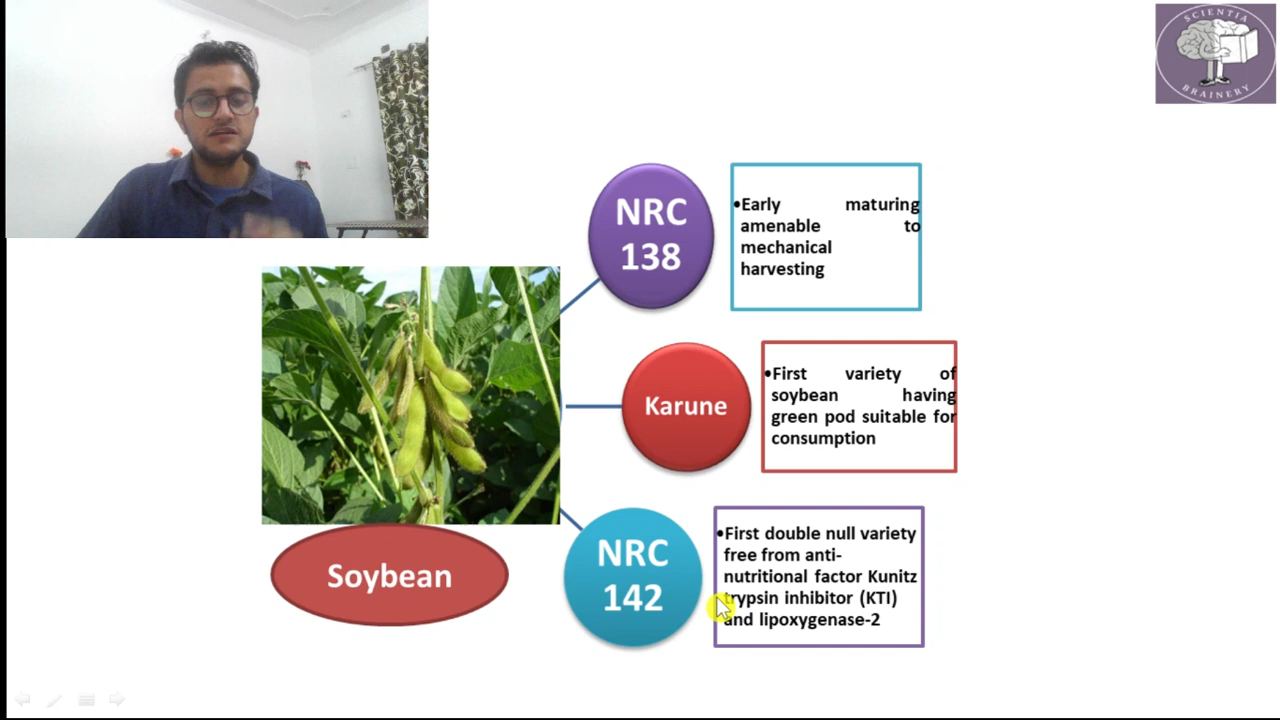 SCIENTIA
BRAINERY
NRC
138
•Early maturing
amenable to
mechanical
harvesting
Karune
•First variety of
soybean having
green pod suitable for
consumption
Soybean
NRC
142
•First double null variety
free from anti-
nutritional factor Kunitz
trypsin inhibitor (KTI)
and lipoxygenase-2